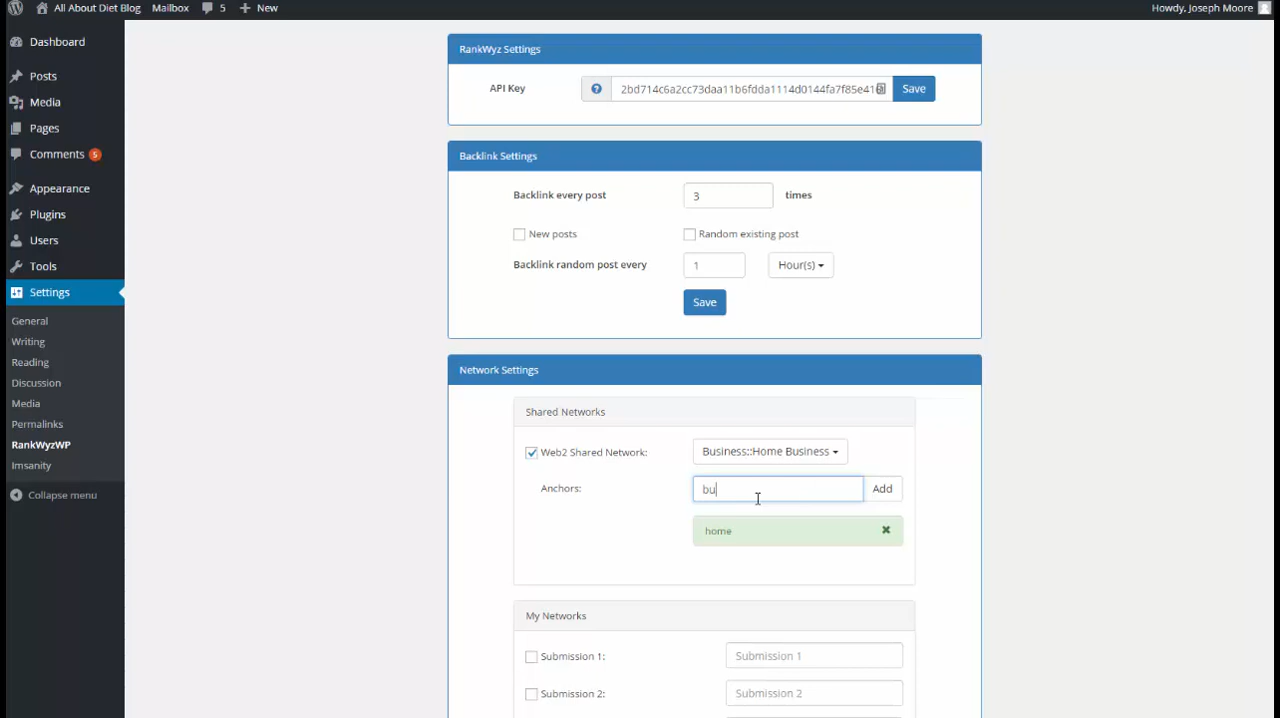 All About Diet Blog Mailbox 5 New Howdy, Joseph Moore
Dashboard
Posts
Media
Pages
Comments 5
Appearance
Plugins
Users
Tools
Settings
General
Writing
Reading
Discussion
Media
Permalinks
RankWyzWP
Insanity
Collapse menu
RankWyz Settings
API Key 2bd714c6a2cc73daa11b6fdda1114d0144fa7f85e41 Save
Backlink Settings
Backlink every post 3 times
New posts Random existing post
Backlink random post every 1 Hour(s)
Save
Network Settings
Shared Networks
Web2 Shared Network: Business::Home Business
Anchors: bu Add
home
My Networks
Submission 1: Submission 1
Submission 2: Submission 2